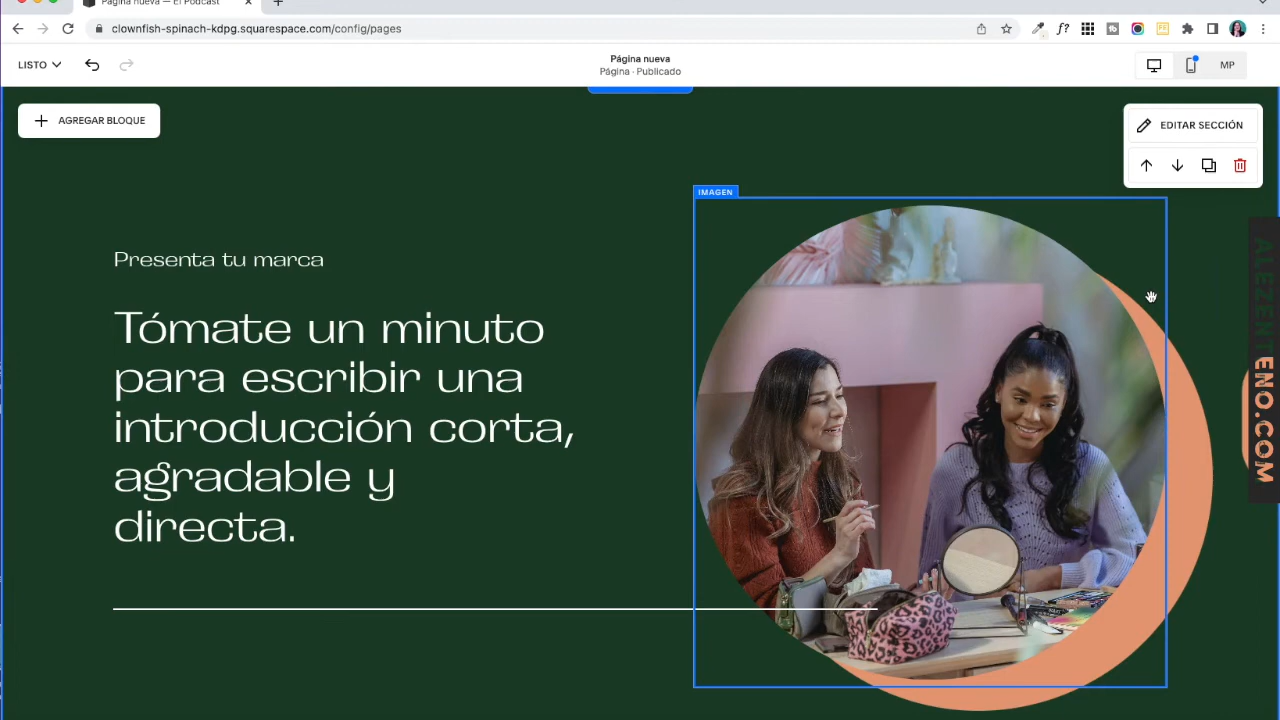 Página nueva — El Podcast
clownfish-spinach-kdpg.squarespace.com/config/pages
f?
LISTO
Página nueva
Página · Publicado
MP
AGREGAR BLOQUE
EDITAR SECCIÓN
IMAGEN
Presenta tu marca
Tómate un minuto
para escribir una
introducción corta,
agradable y
directa.
ALEZENTENO.COM